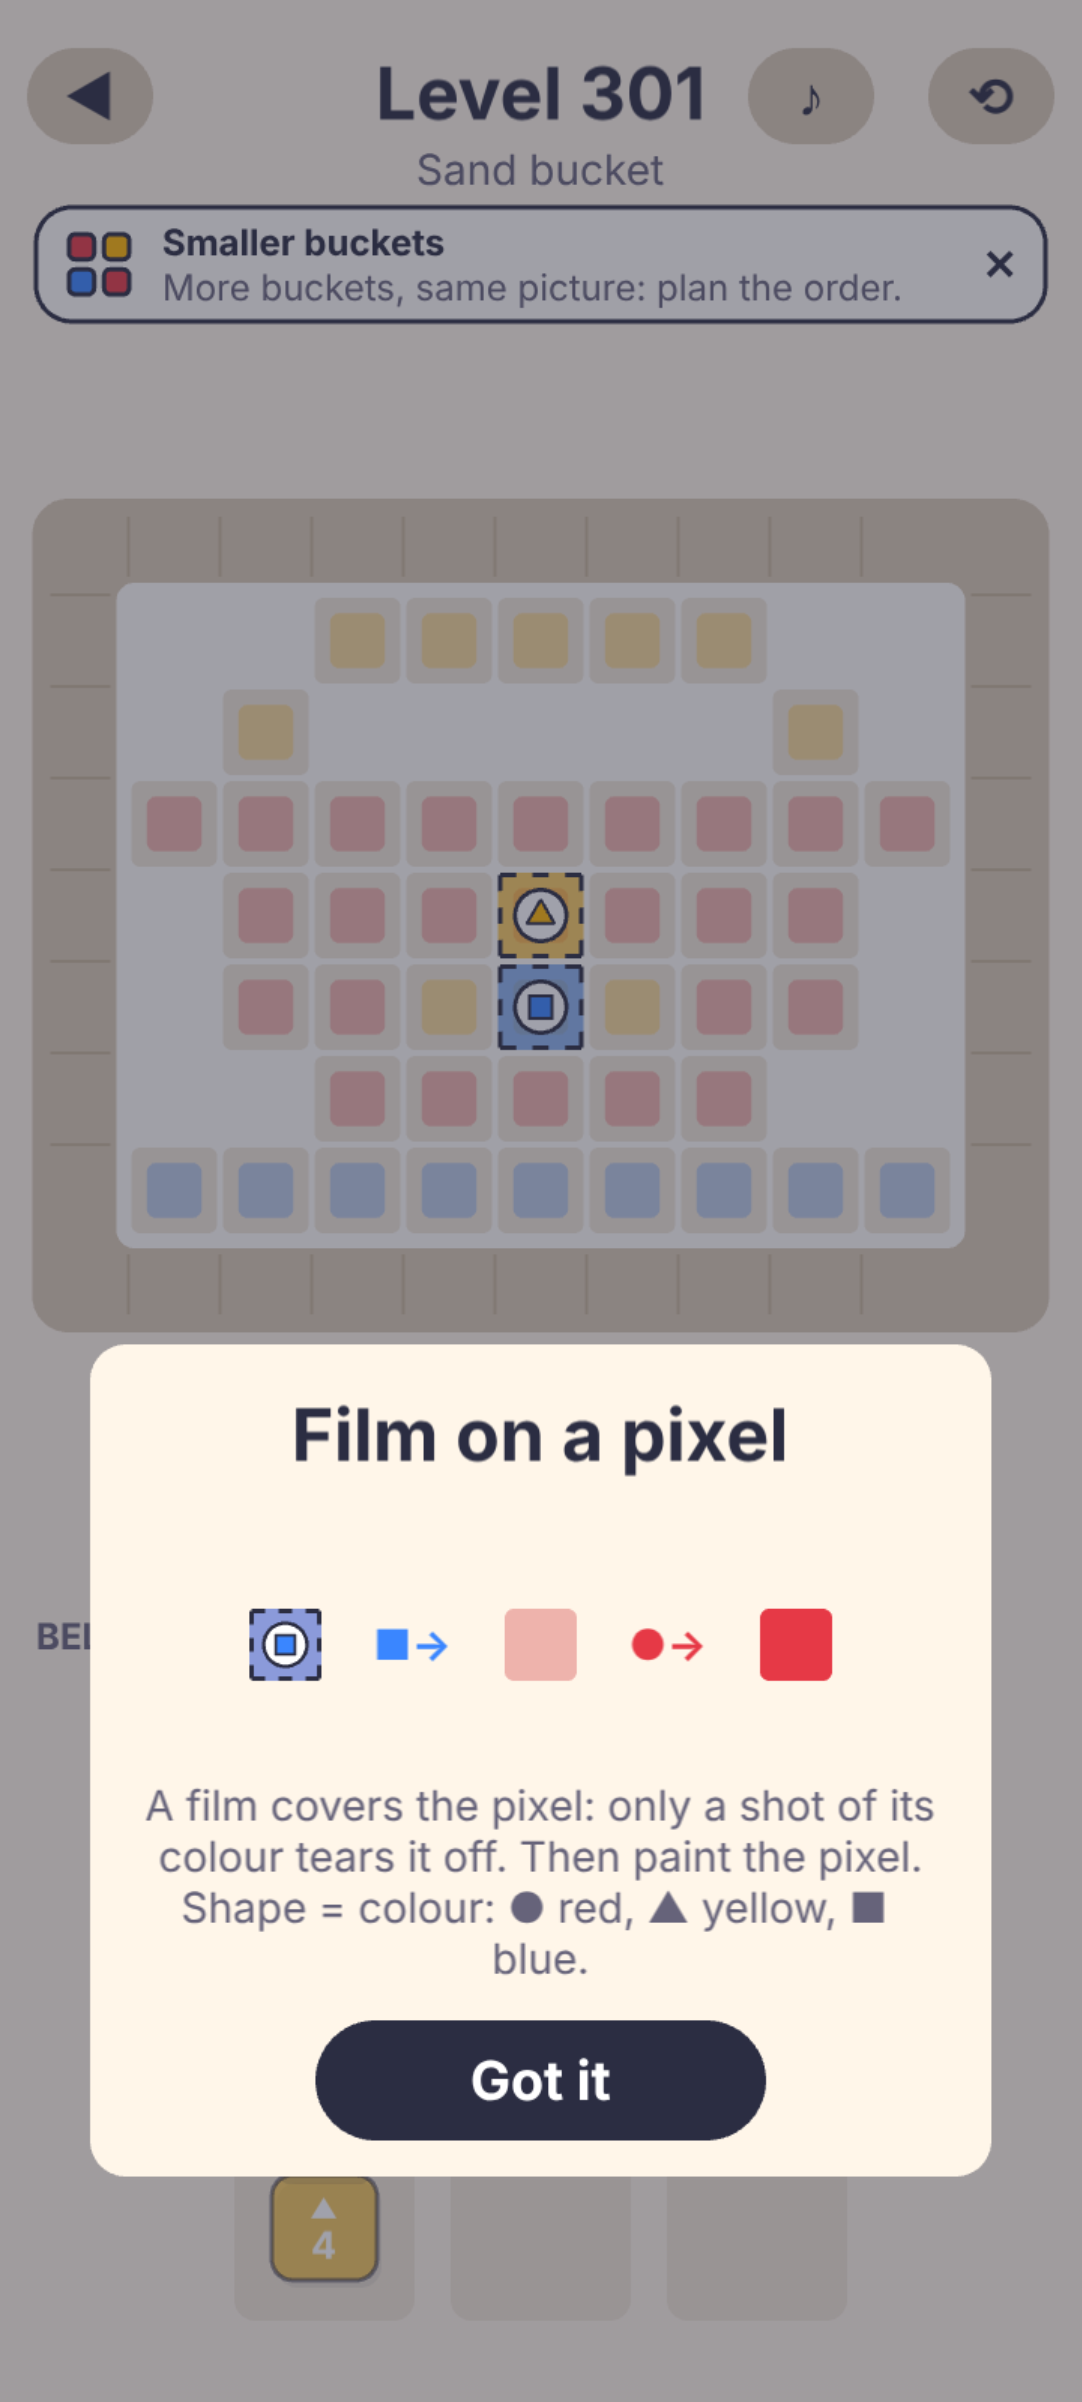 Level 301
Sand bucket
Smaller buckets
More buckets, same picture: plan the order.
Film on a pixel
BEL
A film covers the pixel: only a shot of its
colour tears it off. Then paint the pixel.
Shape = colour: ● red, ▲ yellow, ■
blue.
Got it
4